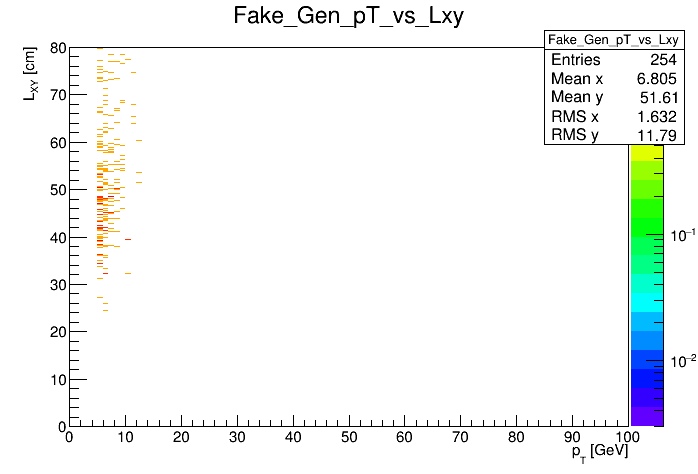 Fake_Gen_pT_vs_Lxy
Fake_Gen_pT_vs_Lxy
Entries 254
Mean x 6.805
Mean y 51.61
RMS x 1.632
RMS y 11.79
L_XY [cm]
80
70
60
50
40
30
20
10
0
0 10 20 30 40 50 60 70 80 90 100
p_T [GeV]
10⁻¹
10⁻²